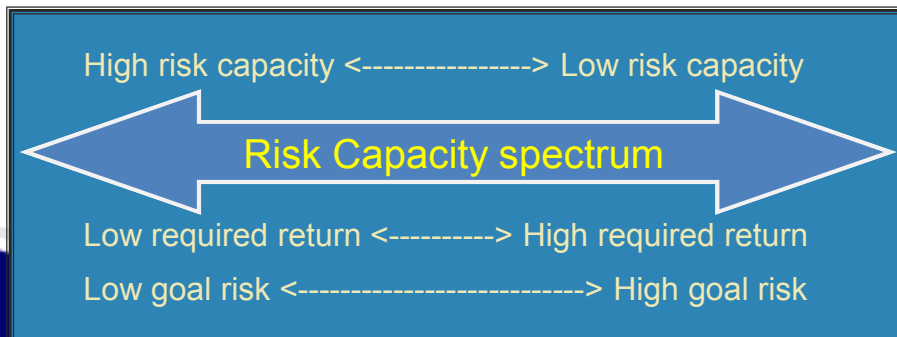 High risk capacity <----------------> Low risk capacity
Risk Capacity spectrum
Low required return <----------> High required return
Low goal risk <---------------------------> High goal risk